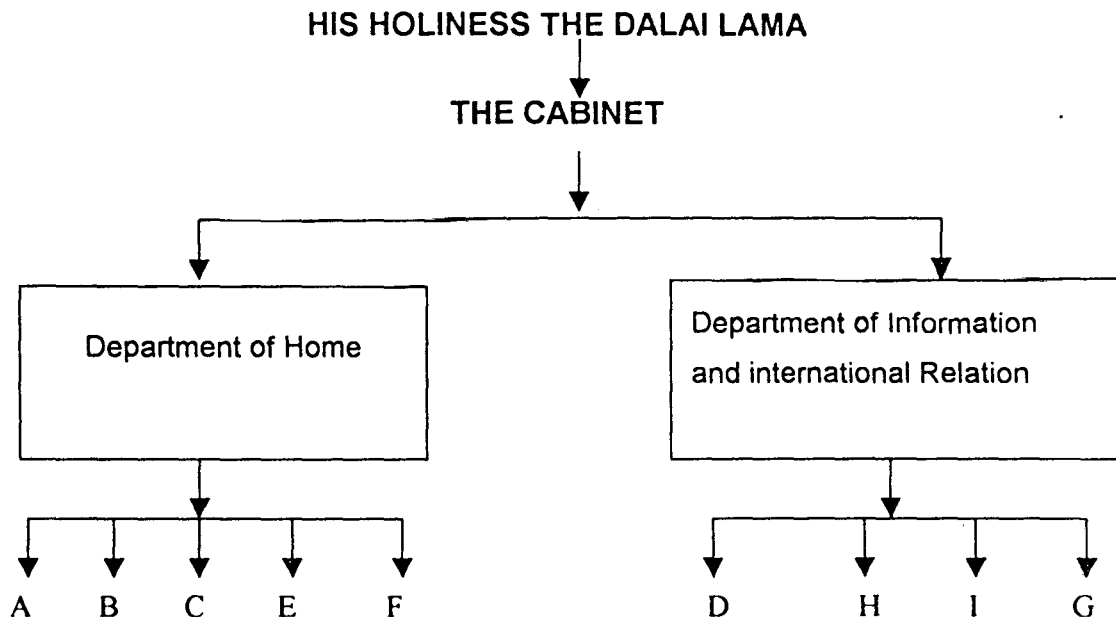 HIS HOLINESS THE DALAI LAMA
THE CABINET
Department of Home
Department of Information
and international Relation
A B C E F D H I G